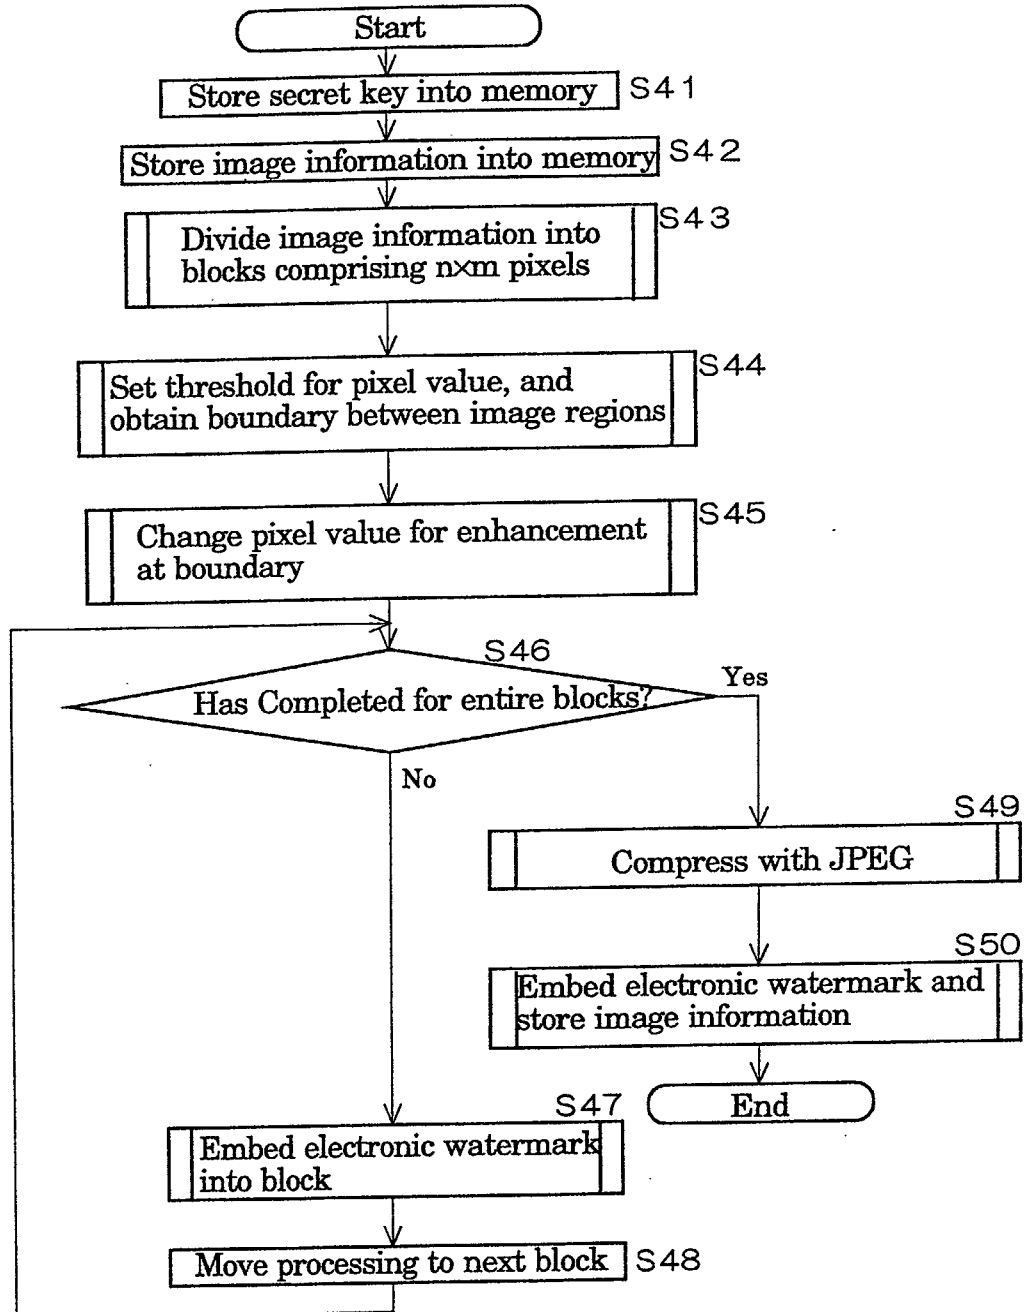 Start
Store secret key into memory S41
Store image information into memory S42
S43
Divide image information into
blocks comprising n×m pixels
S44
Set threshold for pixel value, and
obtain boundary between image regions
S45
Change pixel value for enhancement
at boundary
S46
Has Completed for entire blocks?
Yes
No
S49
Compress with JPEG
S50
Embed electronic watermark and
store image information
End
S47
Embed electronic watermark
into block
Move processing to next block S48